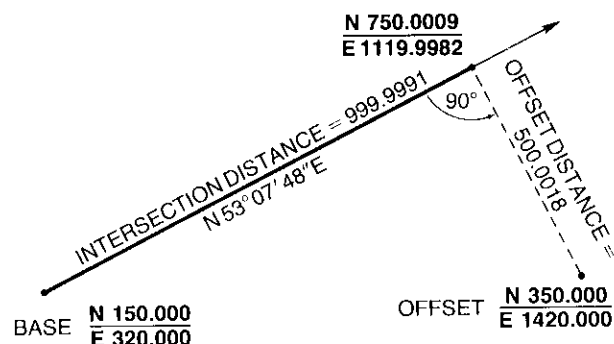 N 750.0009
E 1119.9982
INTERSECTION DISTANCE = 999.9991
N 53° 07′ 48″E
90°
OFFSET DISTANCE =
500.0018
BASE
N 150.000
E 320.000
OFFSET
N 350.000
E 1420.000